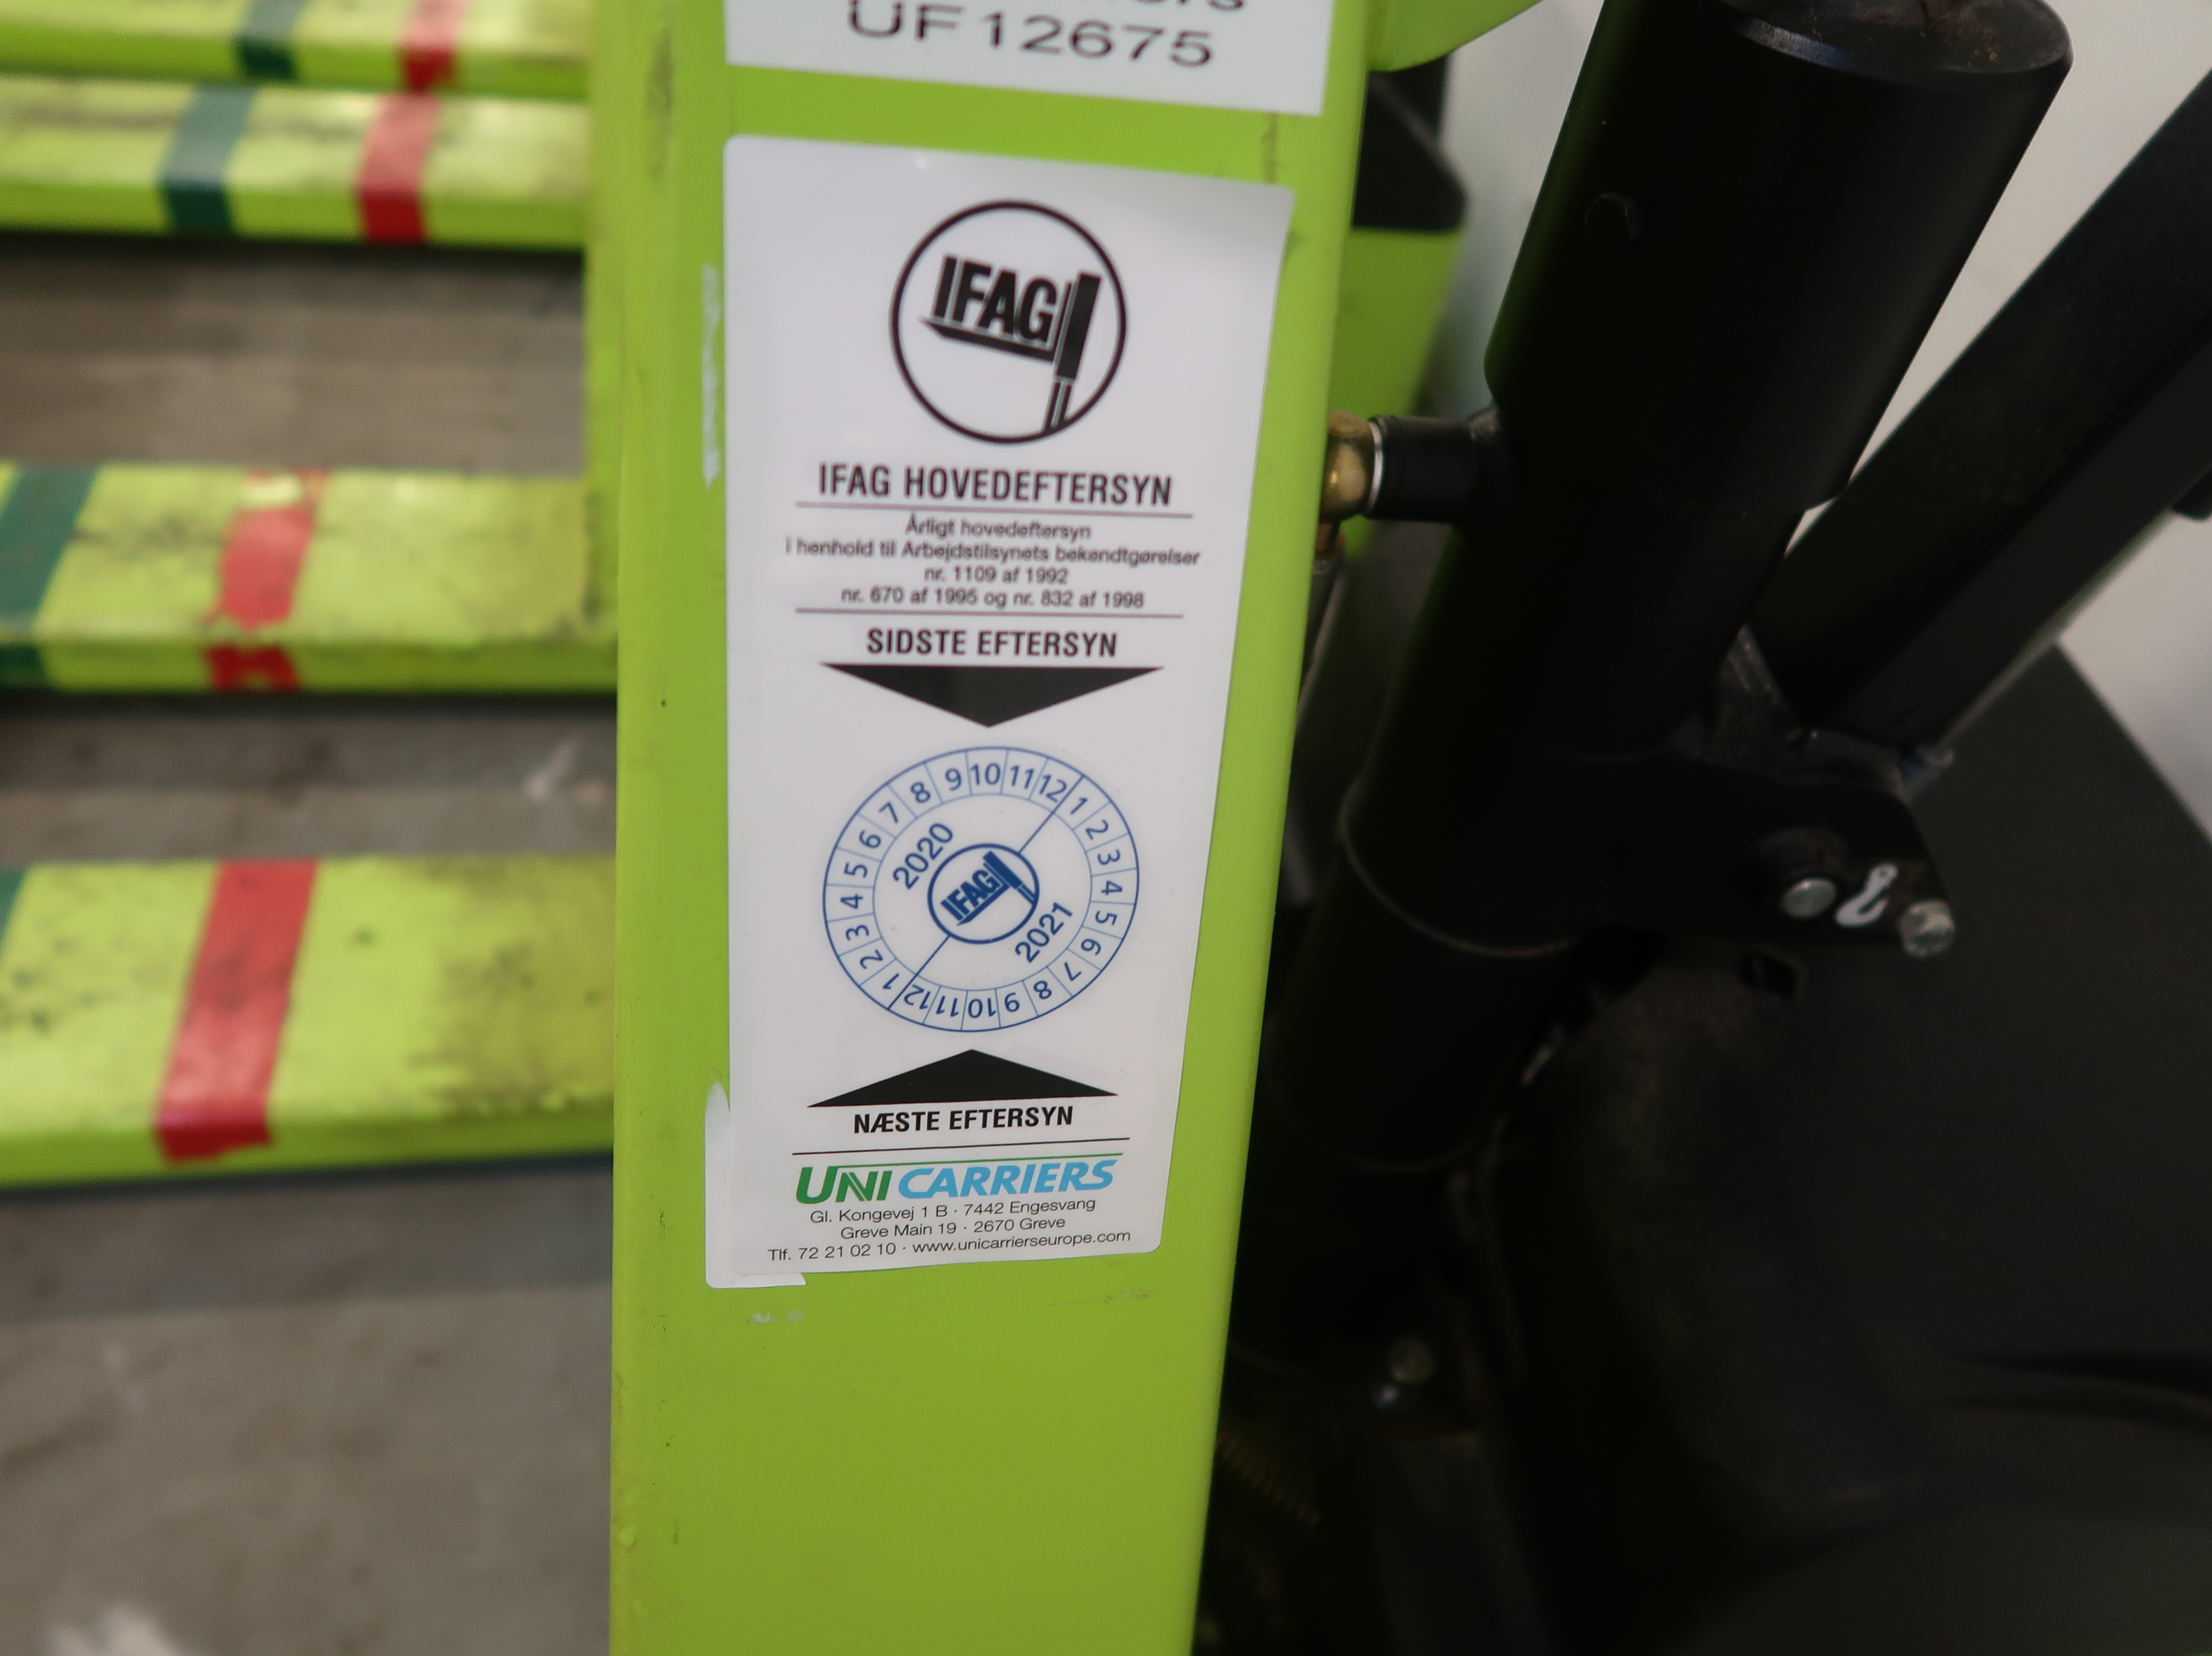 UF12675
IFAG
IFAG HOVEDEFTERSYN
Årligt hovedeftersyn
i henhold til Arbejdstilsynets bekendtgørelser
nr. 1109 af 1992
nr. 670 af 1995 og nr. 832 af 1998
SIDSTE EFTERSYN
1 2 3 4 5 6 7 8 9 10 11 12
2020
IFAG
2021
1 2 3 4 5 6 7 8 9 10 11 12
NÆSTE EFTERSYN
UNICARRIERS
Gl. Kongevej 1 B · 7442 Engesvang
Greve Main 19 · 2670 Greve
Tlf. 72 21 02 10 · www.unicarrierseurope.com